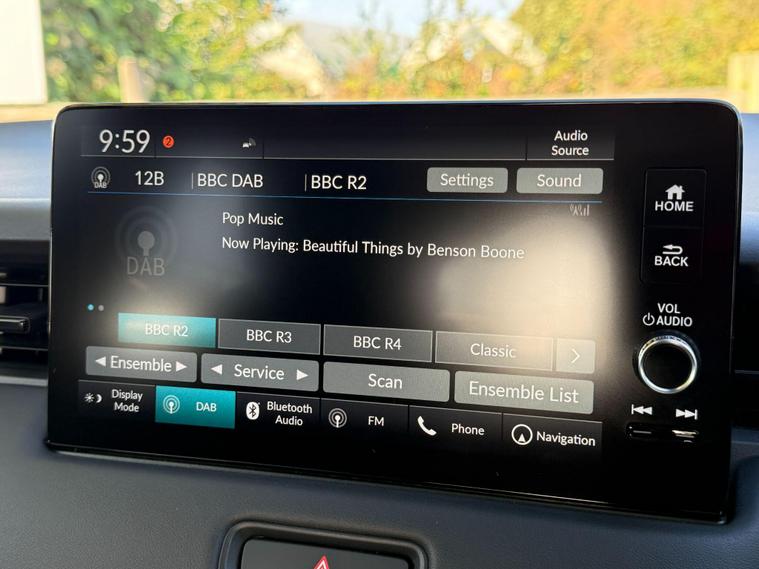 9:59
2
Audio
Source
DAB
12B
BBC DAB
BBC R2
Settings
Sound
HOME
Pop Music
Now Playing: Beautiful Things by Benson Boone
DAB
BACK
VOL
AUDIO
BBC R2
BBC R3
BBC R4
Classic
Ensemble
Service
Scan
Ensemble List
Display
Mode
DAB
Bluetooth
Audio
FM
Phone
Navigation